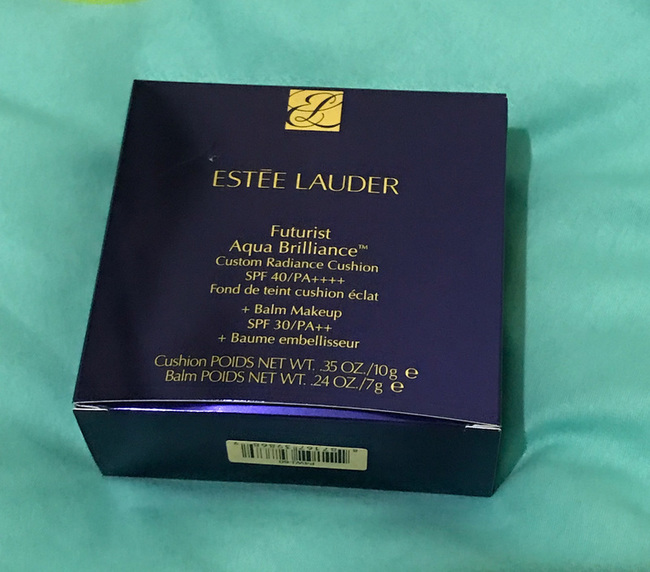 ESTĒE LAUDER
Futurist
Aqua Brilliance™
Custom Radiance Cushion
SPF 40/PA++++
Fond de teint cushion éclat
+ Balm Makeup
SPF 30/PA++
+ Baume embellisseur
Cushion POIDS NET WT. .35 OZ./10g e
Balm POIDS NET WT. .24 OZ./7g e